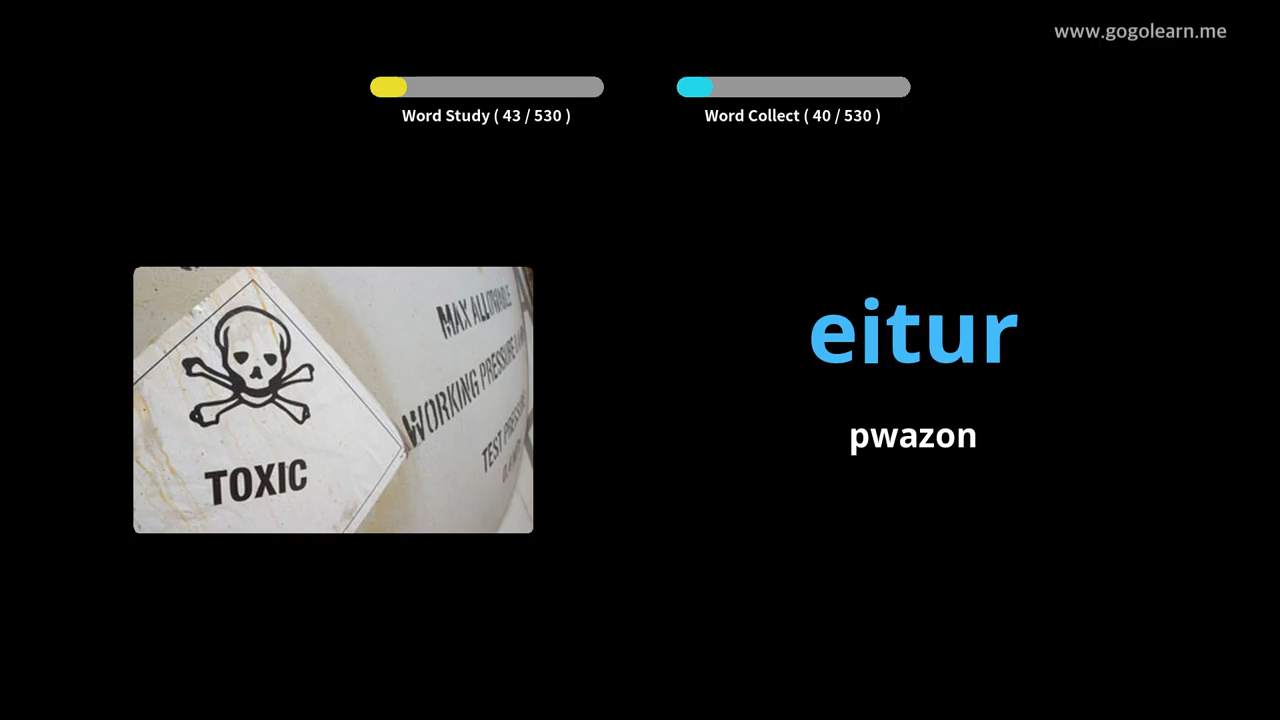 www.gogolearn.me
Word Study ( 43 / 530 )
Word Collect ( 40 / 530 )
eitur
pwazon
TOXIC
MAX ALLOWABLE
WORKING PRESSURE
TEST PRESSURE